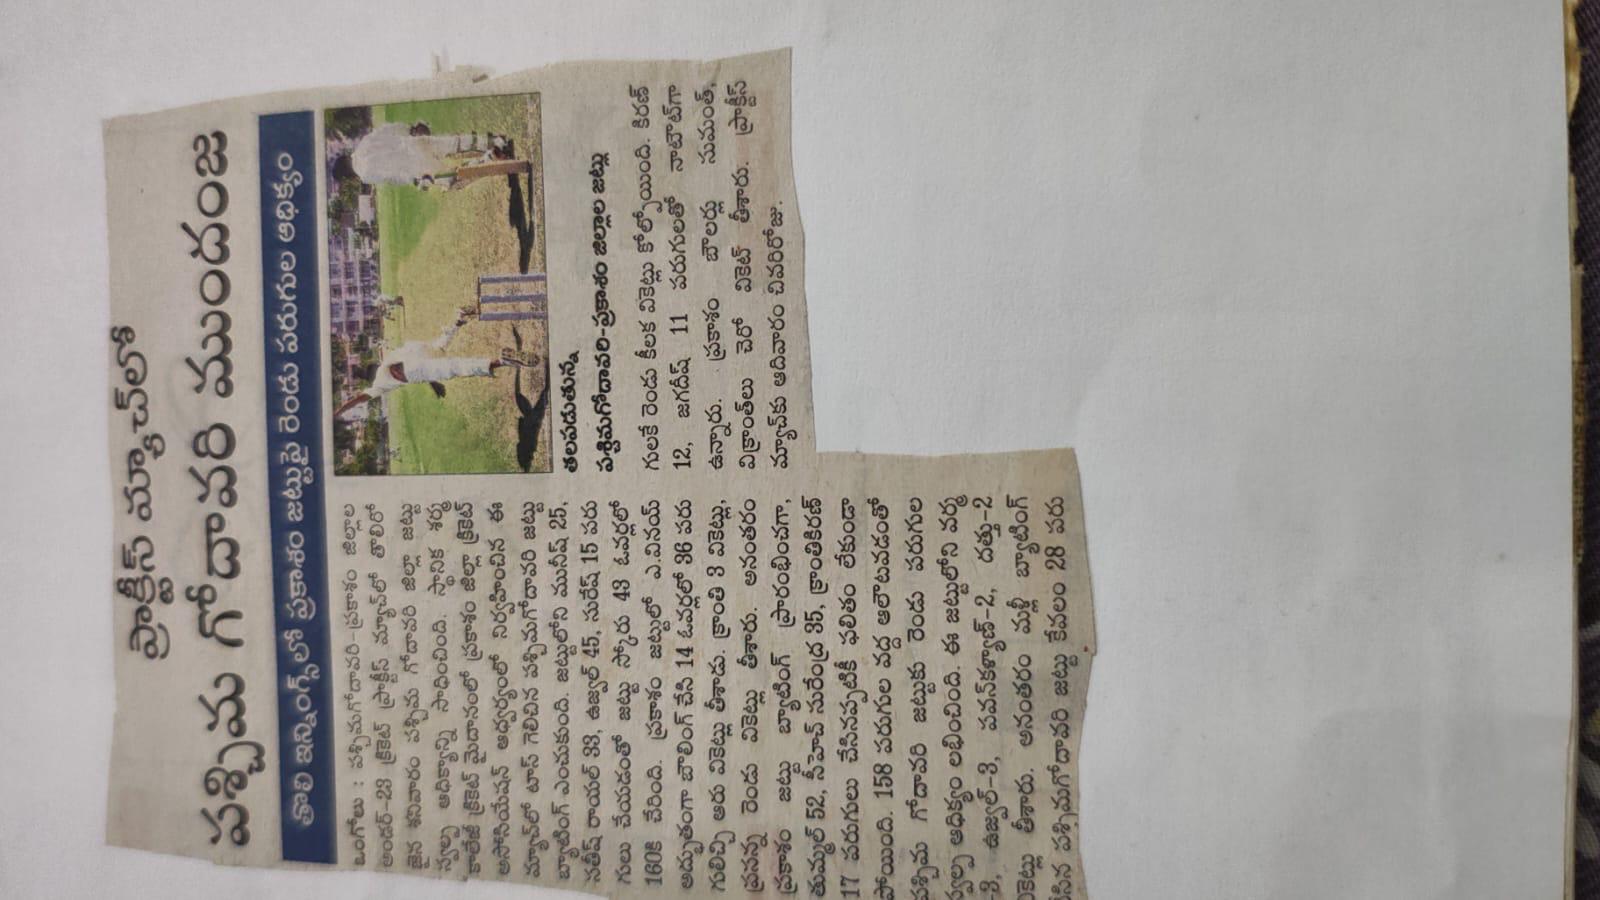 ప్రాక్టీస్ మ్యాచ్‌లో
పశ్చిమ గోదావరి ముందంజ
తొలి ఇన్నింగ్స్‌లో ప్రకాశం జట్టుపై రెండు పరుగుల ఆధిక్యం
ఒంగోలు : పశ్చిమగోదావరి-ప్రకాశం జిల్లాల
అండర్-23 క్రికెట్ ప్రాక్టీస్ మ్యాచ్‌లో తొలిరో
జైన శనివారం పశ్చిమ గోదావరి జిల్లా జట్టు
స్వల్ప ఆధిక్యాన్ని సాధించింది. స్థానిక శర్మ
కాలేజీ క్రికెట్ మైదానంలో ప్రకాశం జిల్లా క్రికెట్
అసోసియేషన్ ఆధ్వర్యంలో నిర్వహించిన ఈ
మ్యాచ్‌లో టాస్ గెలిచిన పశ్చిమగోదావరి జట్టు
బ్యాటింగ్ ఎంచుకుంది. జట్టులోని మునీష్ 25,
సతీష్ రాయల్ 33, ఉజ్వల్ 45, సురేష్ 15 పరు
గులు చేయడంతో జట్టు స్కోరు 43 ఓవర్లలో
160కి చేరింది. ప్రకాశం జట్టులో ఎ.వినయ్
అద్భుతంగా బౌలింగ్ చేసి 14 ఓవర్లలో 36 పరు
గులిచ్చి ఆరు వికెట్లు తీశాడు. క్రాంతి 3 వికెట్లు,
ప్రసన్న రెండు వికెట్లు తీశారు. అనంతరం
ప్రకాశం జట్టు బ్యాటింగ్ ప్రారంభించగా,
తుమ్మల్ 52, సీహెచ్ సురేంద్ర 35, క్రాంతికిరణ్
17 పరుగులు చేసినప్పటికీ ఫలితం లేకుండా
పోయింది. 158 పరుగుల వద్ద ఆలౌటవడంతో
పశ్చిమ గోదావరి జట్టుకు రెండు పరుగుల
స్వల్ప ఆధిక్యం లభించింది. ఈ జట్టులోని వర్మ
-3, ఉజ్వల్-3, పవన్‌కళ్యాణ్-2, దత్తు-2
వికెట్లు తీశారు. అనంతరం మళ్లీ బ్యాటింగ్
చేసిన పశ్చిమగోదావరి జట్టు కేవలం 28 పరు
తలపడుతున్న
పశ్చిమగోదావరి-ప్రకాశం జిల్లాల జట్లు
గులకే రెండు కీలక వికెట్లు కోల్పోయింది. కిరణ్
12, జగదీష్ 11 పరుగులతో నాటౌట్‌గా
ఉన్నారు. ప్రకాశం బౌలర్లు సుమంత్,
విక్రాంత్‌లు చెరో వికెట్ తీశారు. ప్రాక్టీస్
మ్యాచ్‌కు ఆదివారం చివరిరోజు.